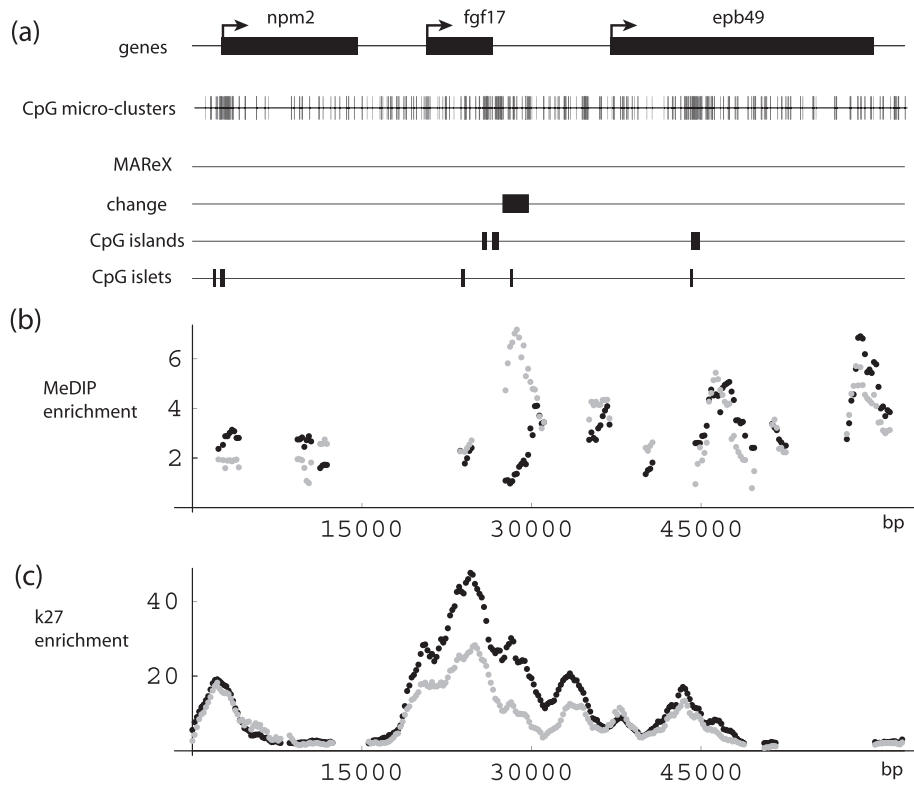 (a)
npm2 fgf17 epb49
genes
CpG micro-clusters
MAReX
change
CpG islands
CpG islets
(b)
MeDIP
enrichment
6
4
2
15000 30000 45000 bp
(c)
k27
enrichment
40
20
15000 30000 45000 bp